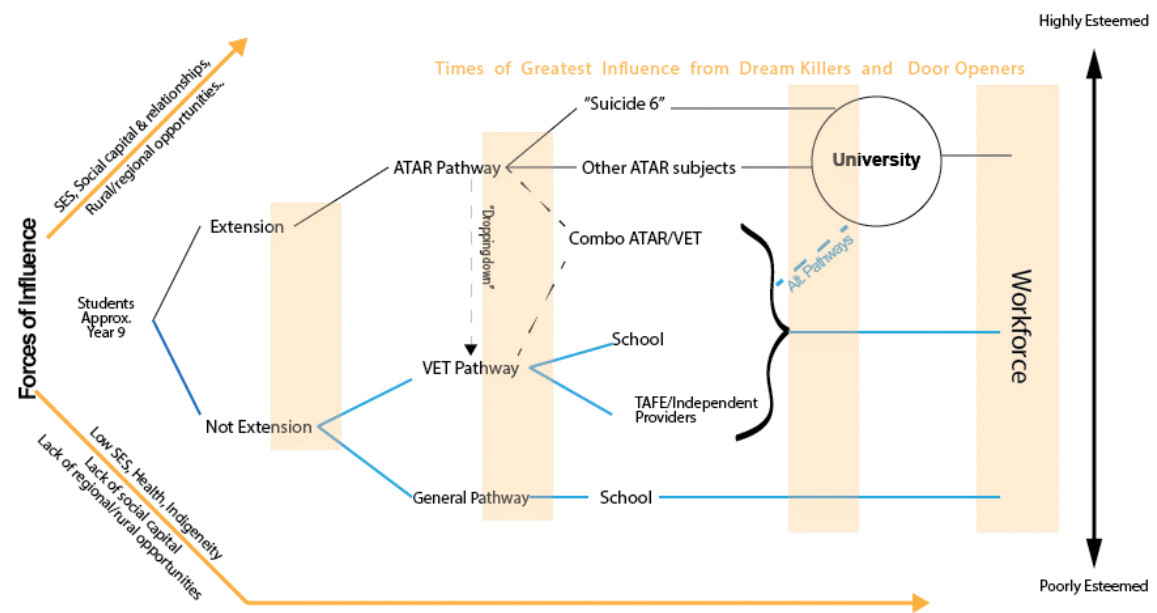 Highly Esteemed
Times of Greatest Influence from Dream Killers and Door Openers
SES, Social capital & relationships,
Rural/regional opportunities..
"Suicide 6"
ATAR Pathway
Other ATAR subjects
University
Extension
"Dropping down"
Combo ATAR/VET
Alt. Pathways
Forces of Influence
Students
Approx.
Year 9
Workforce
School
VET Pathway
TAFE/Independent
Providers
Not Extension
General Pathway
School
Low SES, Health, Indigeneity
Lack of social capital
Lack of regional/rural opportunities
Poorly Esteemed